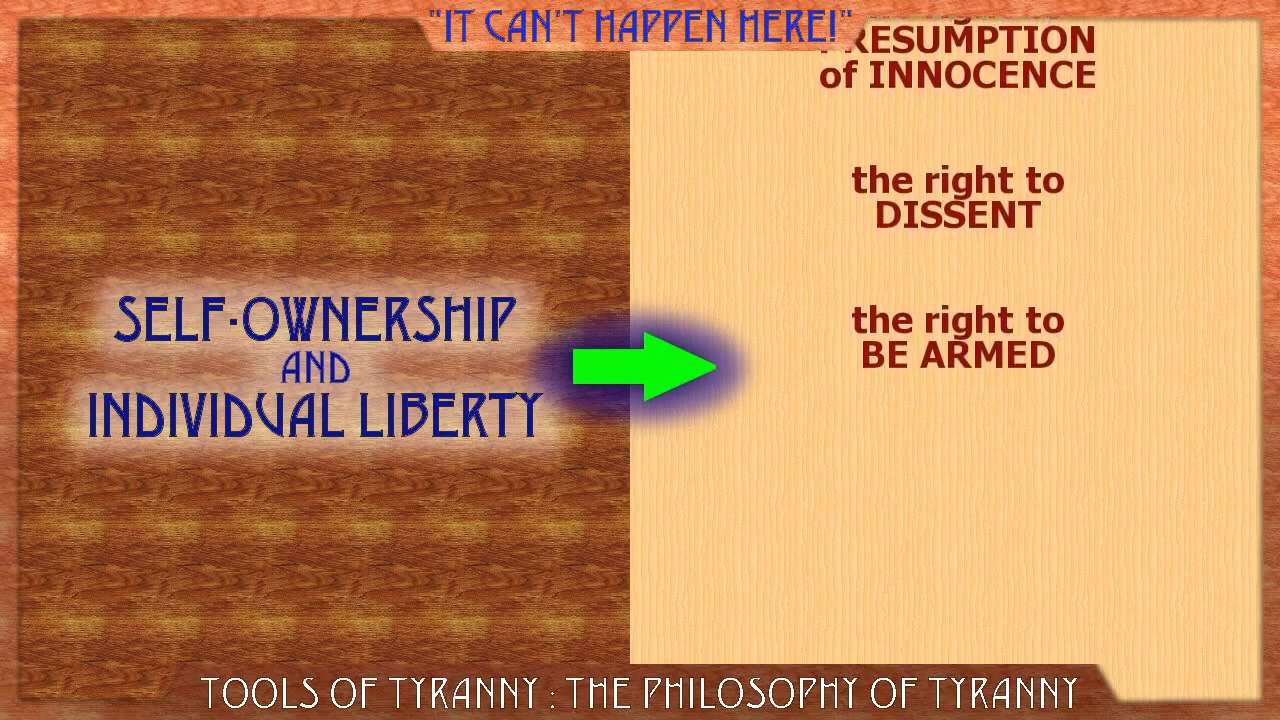 "IT CAN'T HAPPEN HERE!"
PRESUMPTION
of INNOCENCE
the right to
DISSENT
the right to
BE ARMED
SELF-OWNERSHIP
AND
INDIVIDUAL LIBERTY
TOOLS OF TYRANNY : THE PHILOSOPHY OF TYRANNY